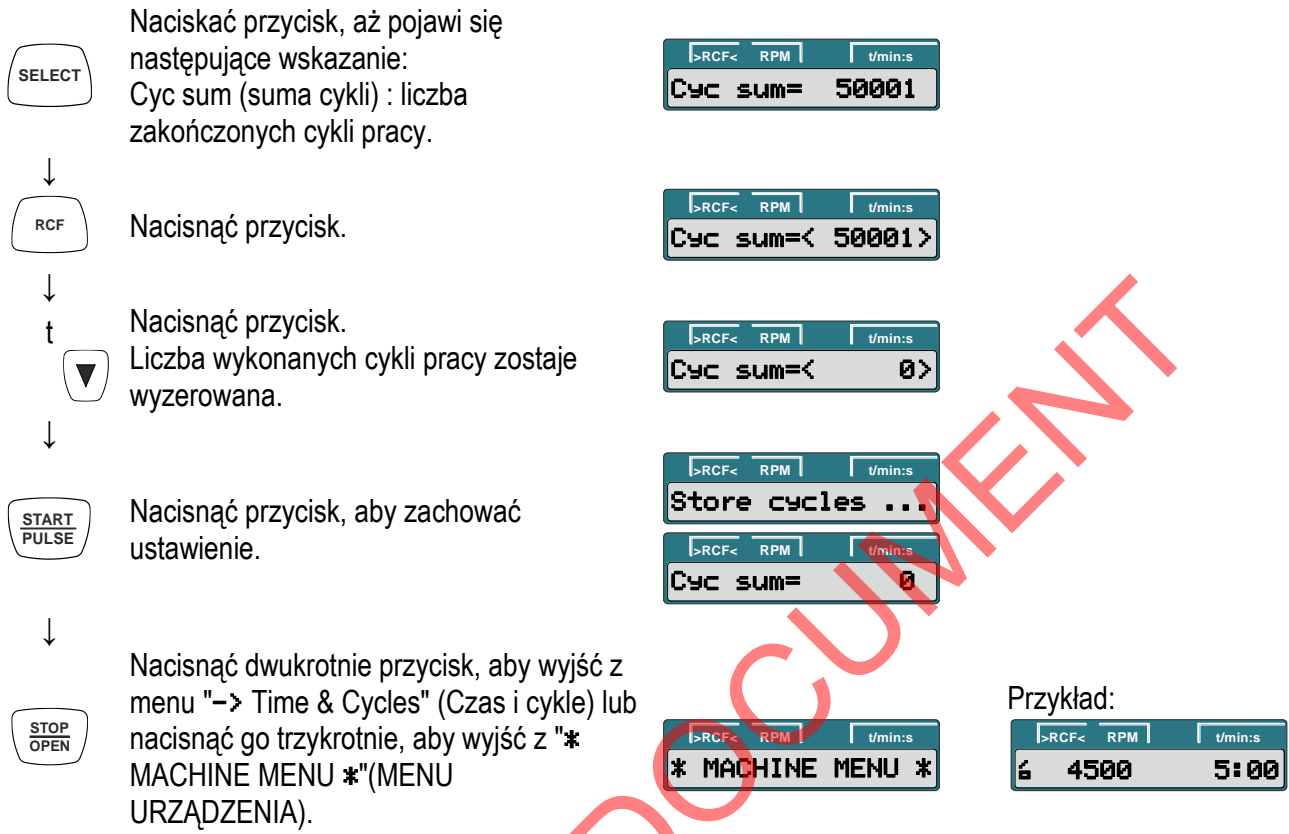 Naciskać przycisk, aż pojawi się
następujące wskazanie:
Cyc sum (suma cykli) : liczba
zakończonych cykli pracy.
SELECT
>RCF< RPM t/min:s
Cyc sum= 50001
↓
RCF
Nacisnąć przycisk.
>RCF< RPM t/min:s
Cyc sum=< 50001>
↓
t
▼
Nacisnąć przycisk.
Liczba wykonanych cykli pracy zostaje
wyzerowana.
>RCF< RPM t/min:s
Cyc sum=< 0>
↓
START
PULSE
Nacisnąć przycisk, aby zachować
ustawienie.
>RCF< RPM t/min:s
Store cycles ...
>RCF< RPM t/min:s
Cyc sum= 0
↓
STOP
OPEN
Nacisnąć dwukrotnie przycisk, aby wyjść z
menu "-> Time & Cycles" (Czas i cykle) lub
nacisnąć go trzykrotnie, aby wyjść z "*
MACHINE MENU *"(MENU
URZĄDZENIA).
>RCF< RPM t/min:s
* MACHINE MENU *
Przykład:
>RCF< RPM t/min:s
ú 4500 5:00
DOCUMENT